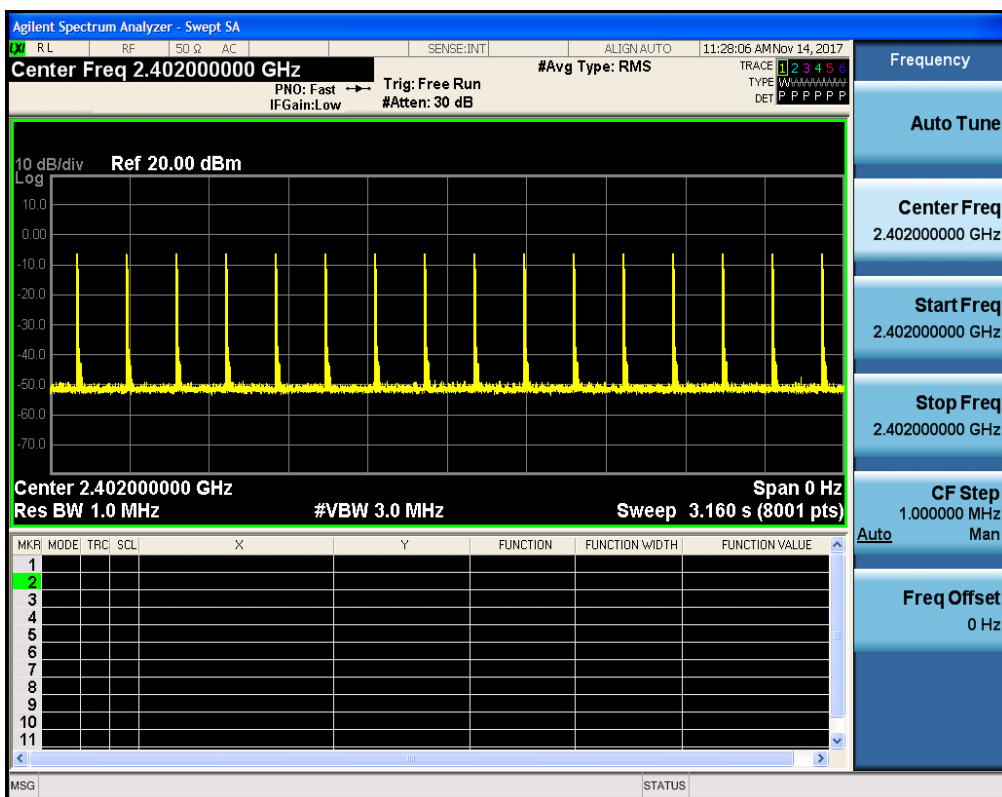 Agilent Spectrum Analyzer - Swept SA
LXI RL RF 50 Ω AC SENSE:INT ALIGN AUTO 11:28:06 AM Nov 14, 2017
Center Freq 2.402000000 GHz
PNO: Fast
IFGain:Low
Trig: Free Run
#Atten: 30 dB
#Avg Type: RMS
TRACE 1 2 3 4 5 6
TYPE W
DET P P P P P P
10 dB/div
Log
Ref 20.00 dBm
10.0
0.00
-10.0
-20.0
-30.0
-40.0
-50.0
-60.0
-70.0
Center 2.402000000 GHz
Span 0 Hz
Res BW 1.0 MHz
#VBW 3.0 MHz
Sweep 3.160 s (8001 pts)
MKR MODE TRC SCL X Y FUNCTION FUNCTION WIDTH FUNCTION VALUE
1
2
3
4
5
6
7
8
9
10
11
MSG
STATUS
Frequency
Auto Tune
Center Freq
2.402000000 GHz
Start Freq
2.402000000 GHz
Stop Freq
2.402000000 GHz
CF Step
1.000000 MHz
Auto Man
Freq Offset
0 Hz